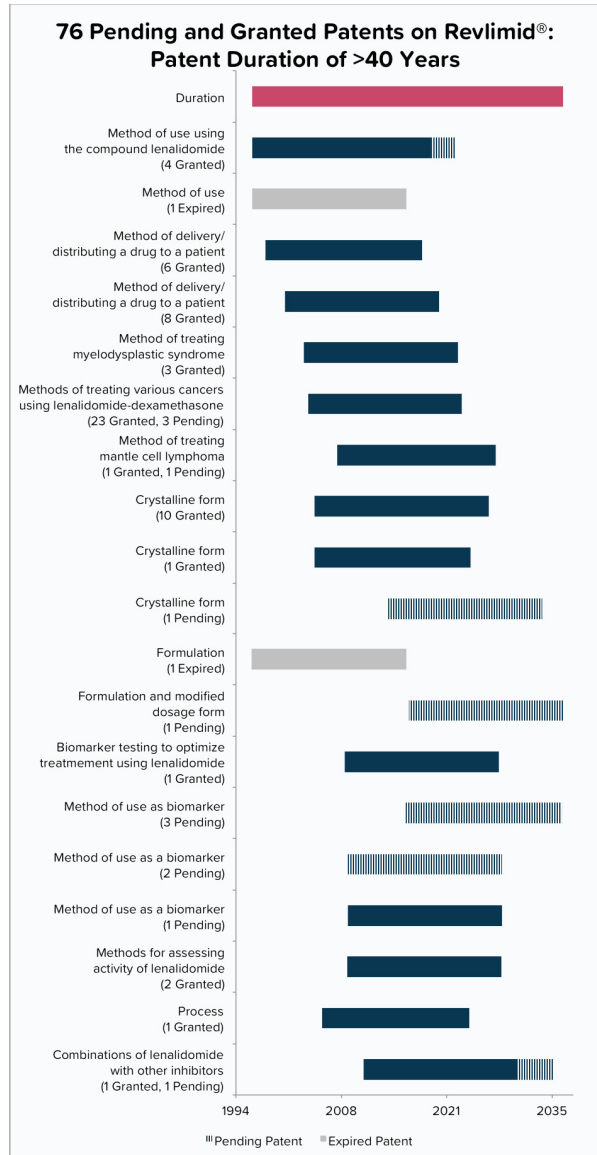 76 Pending and Granted Patents on Revlimid®:
Patent Duration of >40 Years
Duration
Method of use using
the compound lenalidomide
(4 Granted)
Method of use
(1 Expired)
Method of delivery/
distributing a drug to a patient
(6 Granted)
Method of delivery/
distributing a drug to a patient
(8 Granted)
Method of treating
myelodysplastic syndrome
(3 Granted)
Methods of treating various cancers
using lenalidomide-dexamethasone
(23 Granted, 3 Pending)
Method of treating
mantle cell lymphoma
(1 Granted, 1 Pending)
Crystalline form
(10 Granted)
Crystalline form
(1 Granted)
Crystalline form
(1 Pending)
Formulation
(1 Expired)
Formulation and modified
dosage form
(1 Pending)
Biomarker testing to optimize
treatmement using lenalidomide
(1 Granted)
Method of use as biomarker
(3 Pending)
Method of use as a biomarker
(2 Pending)
Method of use as a biomarker
(1 Pending)
Methods for assessing
activity of lenalidomide
(2 Granted)
Process
(1 Granted)
Combinations of lenalidomide
with other inhibitors
(1 Granted, 1 Pending)
1994 2008 2021 2035
Pending Patent Expired Patent